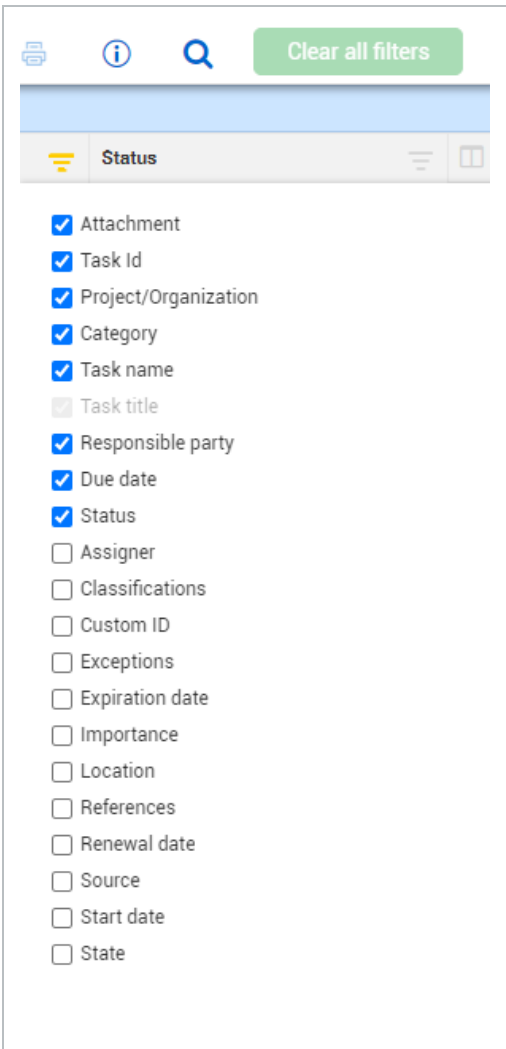 Clear all filters
Status
Attachment
Task Id
Project/Organization
Category
Task name
Task title
Responsible party
Due date
Status
Assigner
Classifications
Custom ID
Exceptions
Expiration date
Importance
Location
References
Renewal date
Source
Start date
State